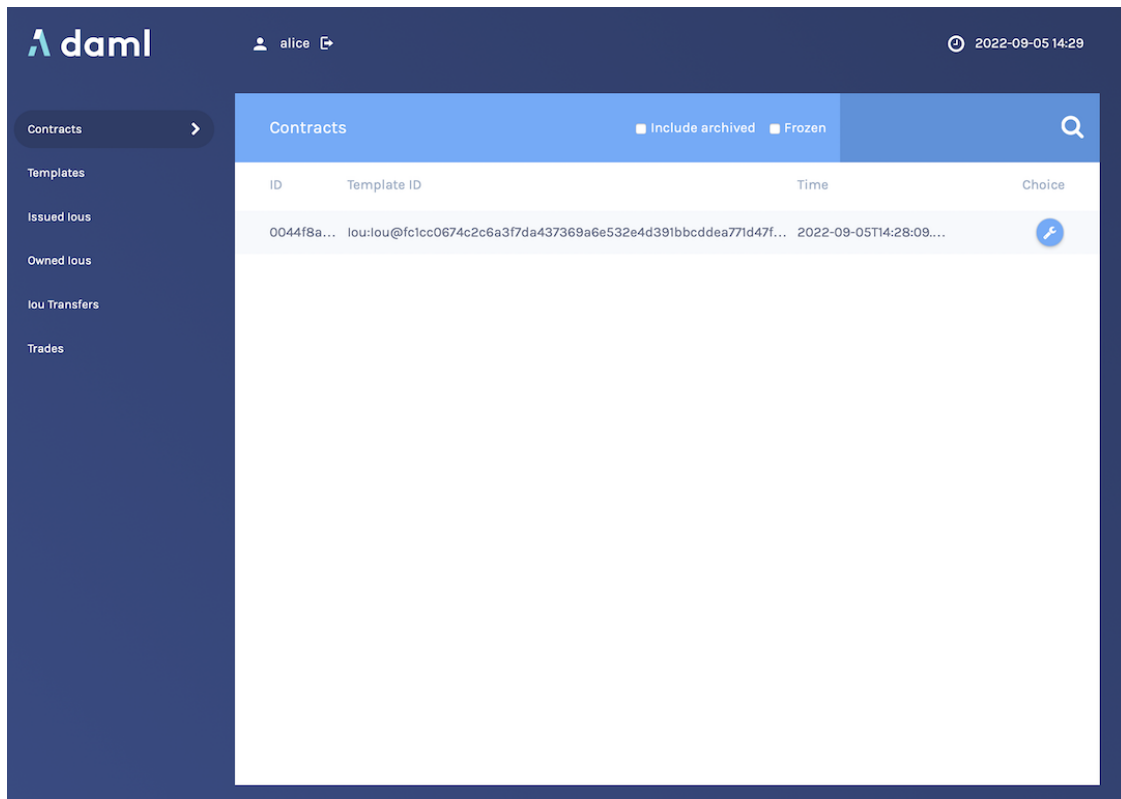 daml
alice
2022-09-05 14:29
Contracts
Templates
Issued Ious
Owned Ious
Iou Transfers
Trades
Contracts Include archived Frozen
ID Template ID Time Choice
0044f8a... Iou:Iou@fc1cc0674c2c6a3f7da437369a6e532e4d391bbcddea771d47f... 2022-09-05T14:28:09....